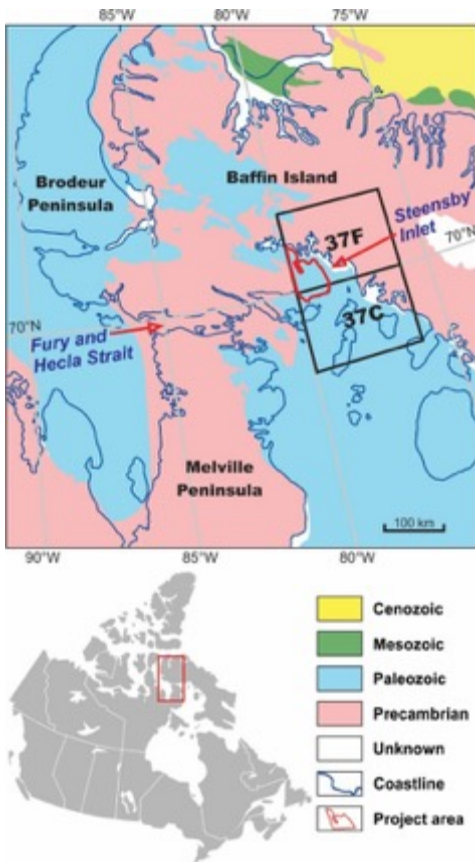 85°W
80°W
75°W
Brodeur
Peninsula
Baffin Island
Steensby
Inlet
37F
70°N
37C
70°N
Fury and
Hecla Strait
Melville
Peninsula
100 km
90°W
85°W
80°W
Cenozoic
Mesozoic
Paleozoic
Precambrian
Unknown
Coastline
Project area